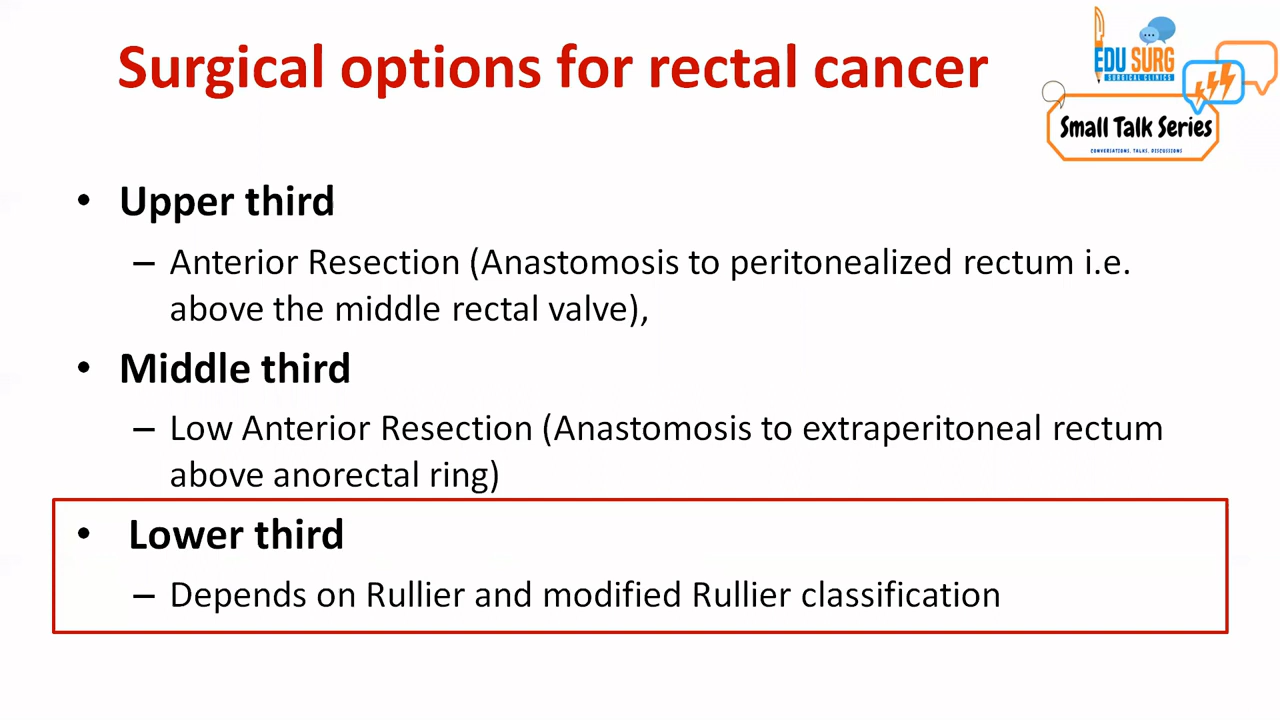 Surgical options for rectal cancer
EDU SURG
SURGICAL CLINICS
Small Talk Series
CONVERSATIONS, TALKS, DISCUSSIONS
• Upper third
– Anterior Resection (Anastomosis to peritonealized rectum i.e.
above the middle rectal valve),
• Middle third
– Low Anterior Resection (Anastomosis to extraperitoneal rectum
above anorectal ring)
• Lower third
– Depends on Rullier and modified Rullier classification